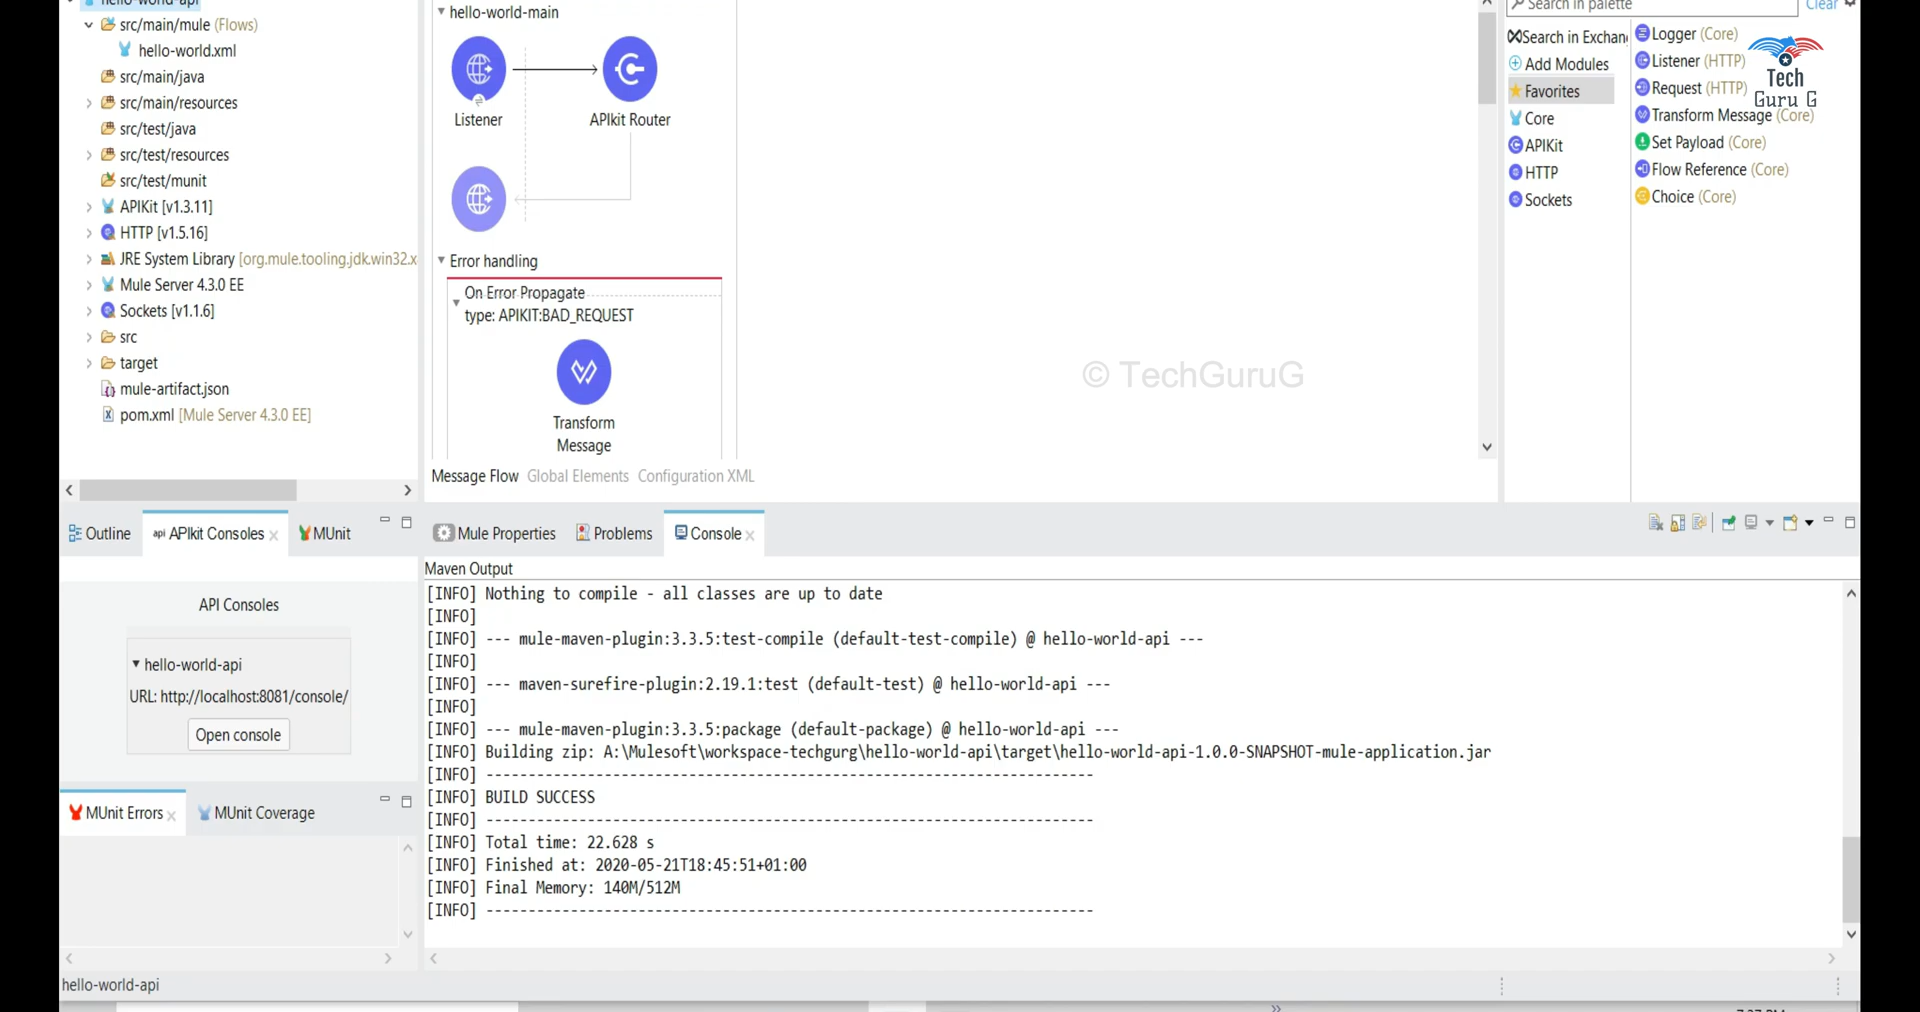 hello-world-api
src/main/mule (Flows)
hello-world.xml
src/main/java
src/main/resources
src/test/java
src/test/resources
src/test/munit
APIKit [v1.3.11]
HTTP [v1.5.16]
JRE System Library [org.mule.tooling.jdk.win32.x
Mule Server 4.3.0 EE
Sockets [v1.1.6]
src
target
mule-artifact.json
pom.xml [Mule Server 4.3.0 EE]
hello-world-main
Listener
APIkit Router
Error handling
On Error Propagate
type: APIKIT:BAD_REQUEST
Transform
Message
© TechGuruG
Message Flow Global Elements Configuration XML
Search in palette
Clear
Search in Exchan
Add Modules
Favorites
Core
APIKit
HTTP
Sockets
Logger (Core)
Listener (HTTP)
Request (HTTP)
Transform Message (Core)
Set Payload (Core)
Flow Reference (Core)
Choice (Core)
Tech
Guru G
Outline
api APIkit Consoles
MUnit
API Consoles
hello-world-api
URL: http://localhost:8081/console/
Open console
MUnit Errors
MUnit Coverage
Mule Properties
Problems
Console
Maven Output
[INFO] Nothing to compile - all classes are up to date
[INFO]
[INFO] --- mule-maven-plugin:3.3.5:test-compile (default-test-compile) @ hello-world-api ---
[INFO]
[INFO] --- maven-surefire-plugin:2.19.1:test (default-test) @ hello-world-api ---
[INFO]
[INFO] --- mule-maven-plugin:3.3.5:package (default-package) @ hello-world-api ---
[INFO] Building zip: A:\Mulesoft\workspace-techgurg\hello-world-api\target\hello-world-api-1.0.0-SNAPSHOT-mule-application.jar
[INFO] ------------------------------------------------------------------------
[INFO] BUILD SUCCESS
[INFO] ------------------------------------------------------------------------
[INFO] Total time: 22.628 s
[INFO] Finished at: 2020-05-21T18:45:51+01:00
[INFO] Final Memory: 140M/512M
[INFO] ------------------------------------------------------------------------
hello-world-api